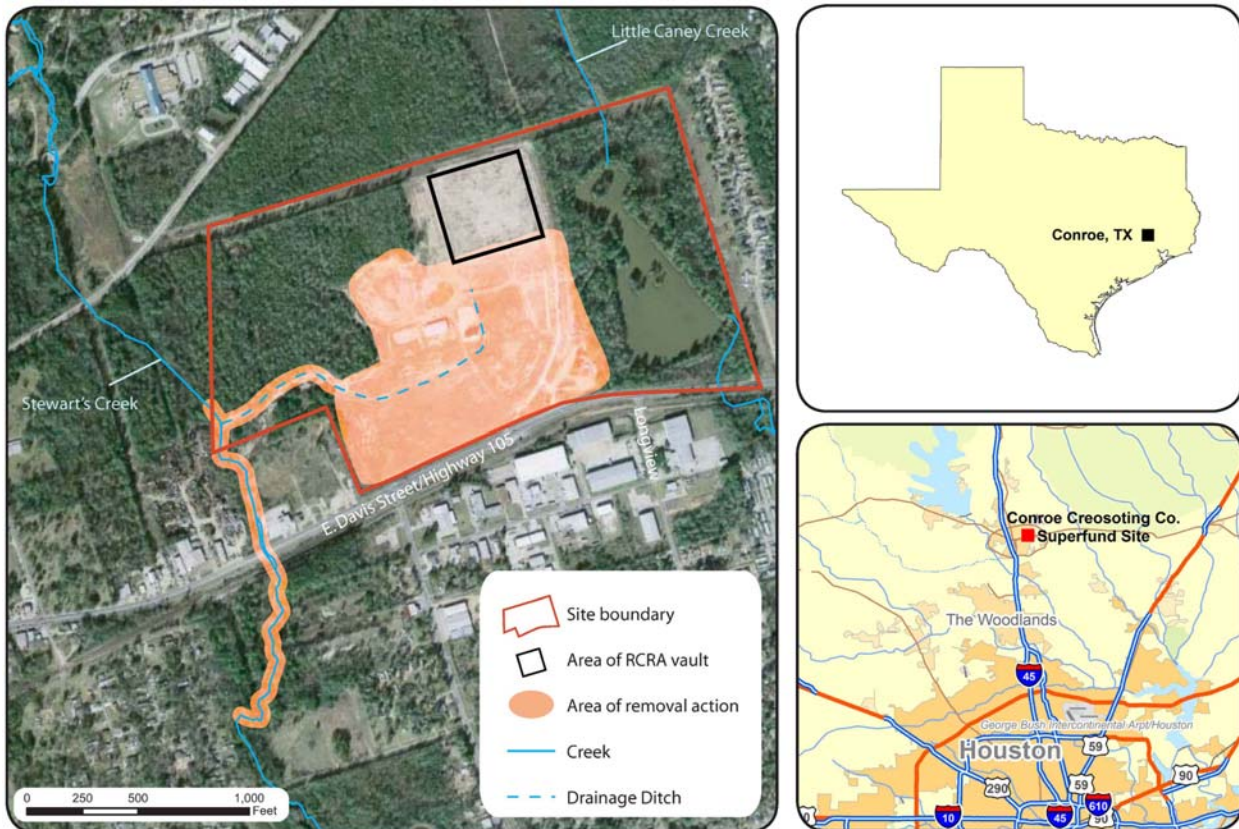 Little Caney Creek
Stewart's Creek
E. Davis Street/Highway 105
Longview
Site boundary
Area of RCRA vault
Area of removal action
Creek
Drainage Ditch
0 250 500 1,000
Feet
Conroe, TX
Conroe Creosoting Co.
Superfund Site
The Woodlands
45
George Bush Intercontinental Arpt/Houston
Houston
59
290
59
90
10
45
610
90